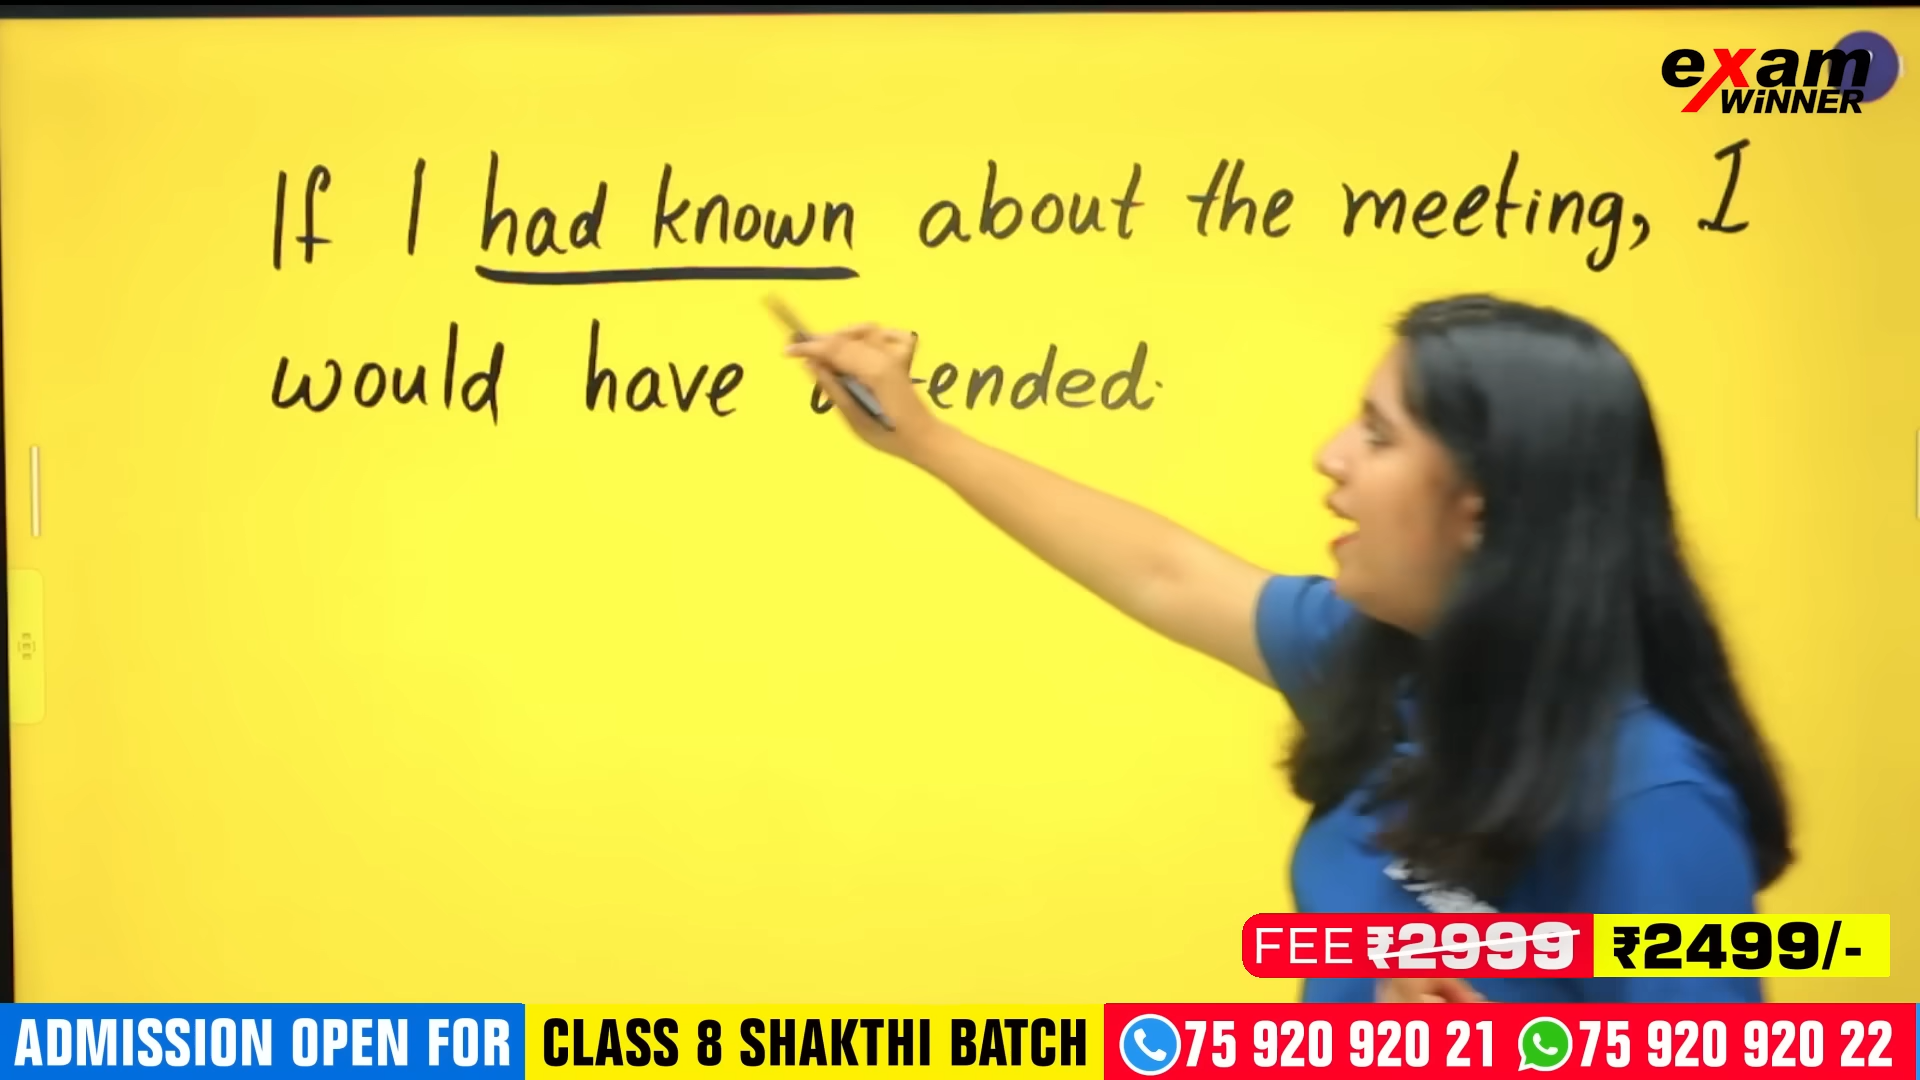 exam
WiNNER
If I had known about the meeting, I
would have attended.
FEE ₹2999 ₹2499/-
ADMISSION OPEN FOR CLASS 8 SHAKTHI BATCH 75 920 920 21 75 920 920 22